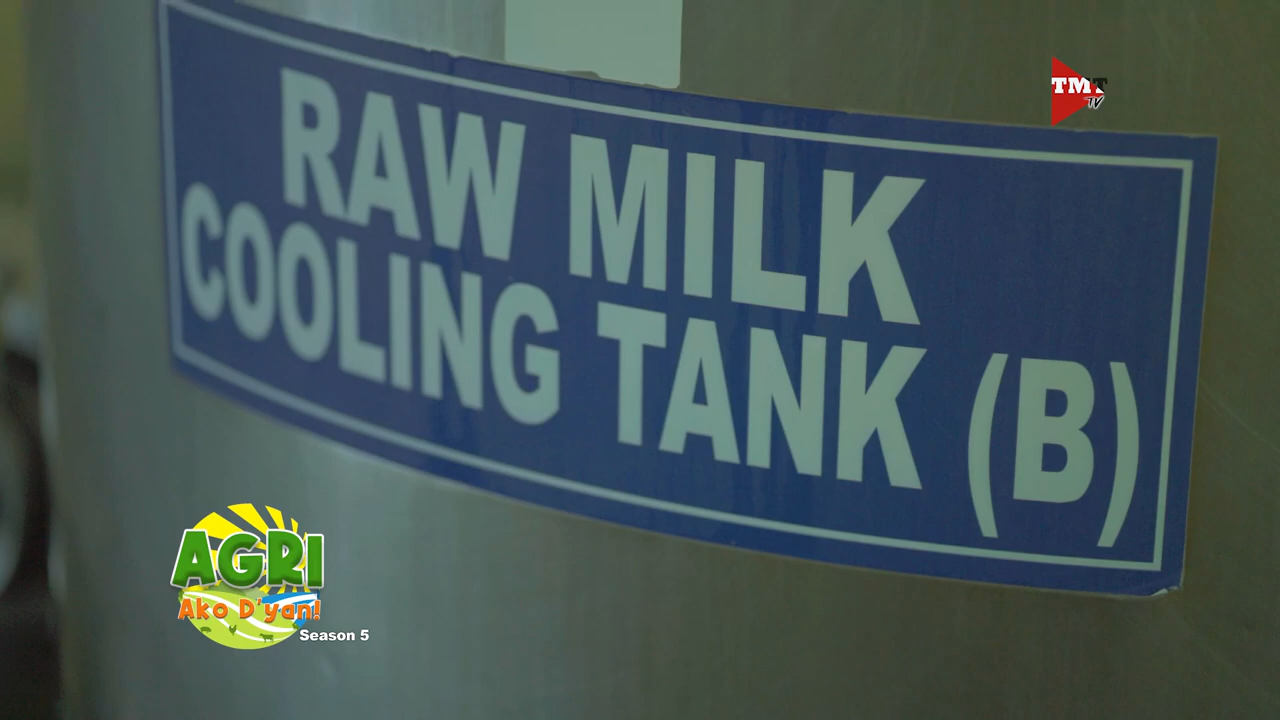 RAW MILK
COOLING TANK (B)
TMT
TV
AGRI
Ako D'yan!
Season 5